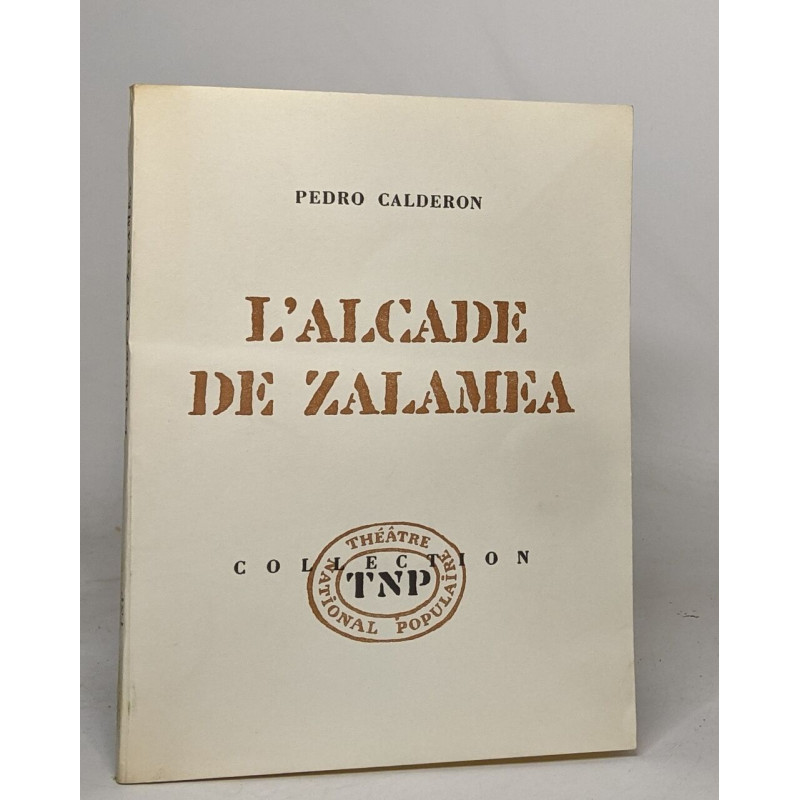 PEDRO CALDERON
L'ALCADE
DE ZALAMEA
COLLECTION
THÉÂTRE
NATIONAL POPULAIRE
TNP